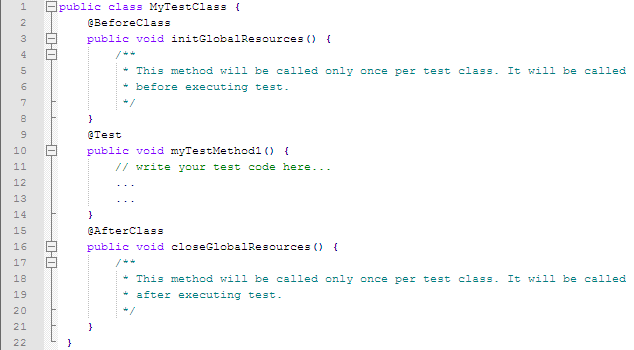 1 public class MyTestClass {
2 @BeforeClass
3 public void initGlobalResources() {
4 /**
5 * This method will be called only once per test class. It will be called
6 * before executing test.
7 */
8 }
9 @Test
10 public void myTestMethod1() {
11 // write your test code here...
12 ...
13 ...
14 }
15 @AfterClass
16 public void closeGlobalResources() {
17 /**
18 * This method will be called only once per test class. It will be called
19 * after executing test.
20 */
21 }
22 }